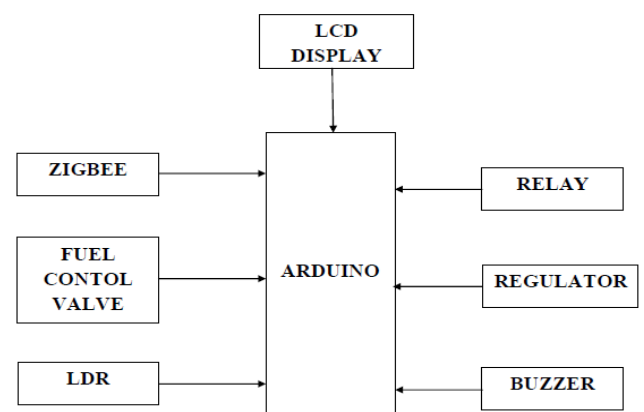 LCD
DISPLAY
ZIGBEE
RELAY
FUEL
CONTOL
VALVE
ARDUINO
REGULATOR
LDR
BUZZER